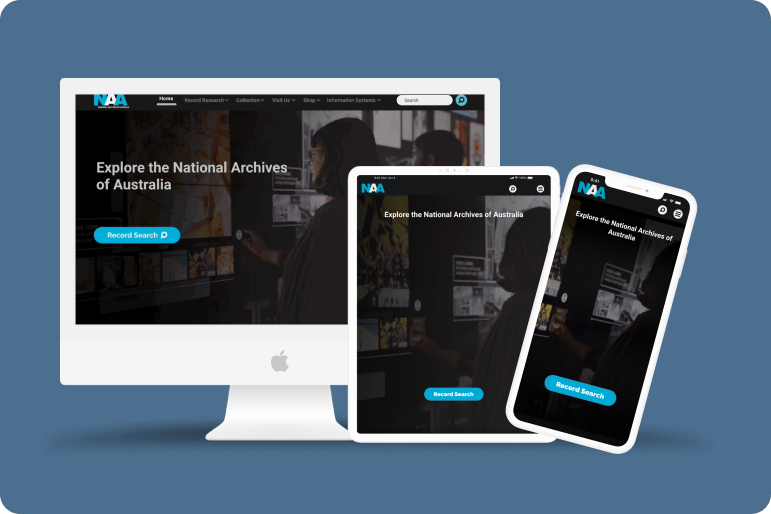 NAA
Home
Record Research
Collection
Visit Us
Shop
Information Systems
Search
Explore the National Archives
of Australia
Record Search
NAA
Explore the National Archives of Australia
Record Search
9:41
NAA
Explore the National Archives of
Australia
Record Search